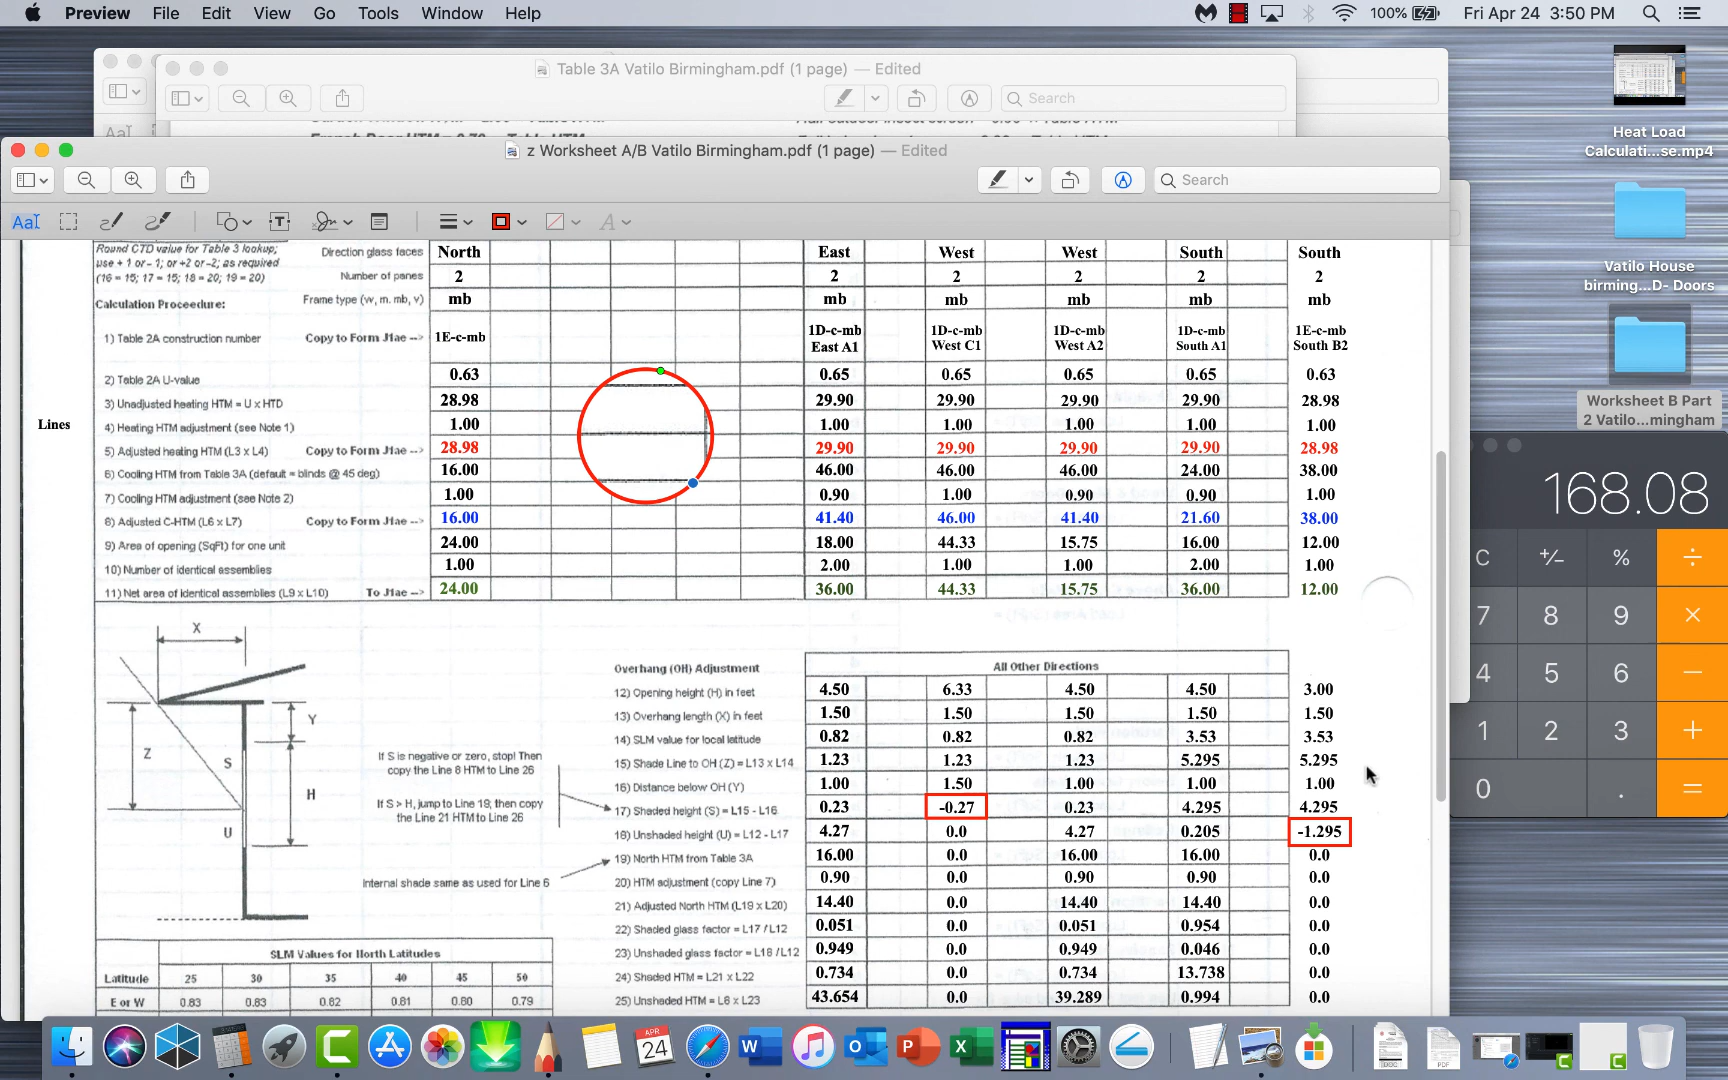 Preview File Edit View Go Tools Window Help
100% Fri Apr 24 3:50 PM
Table 3A Vatilo Birmingham.pdf (1 page) — Edited
Search
z Worksheet A/B Vatilo Birmingham.pdf (1 page) — Edited
Search
Heat Load
Calculati...se.mp4
Vatilo House
birming...D- Doors
Worksheet B Part
2 Vatilo...mingham
168.08
C +/- % ÷
7 8 9 ×
4 5 6 −
1 2 3 +
0 . =
Round CTD value for Table 3 lookup;
use + 1 or - 1; or +2 or -2; as required
(16 = 15; 17 = 15; 18 = 20; 19 = 20)
Calculation Proceedure:
Lines
Direction glass faces North East West West South South
Number of panes 2 2 2 2 2 2
Frame type (w, m. mb, v) mb mb mb mb mb mb
1) Table 2A construction number Copy to Form J1ae --> 1E-c-mb 1D-c-mb East A1 1D-c-mb West C1 1D-c-mb West A2 1D-c-mb South A1 1E-c-mb South B2
2) Table 2A U-value 0.63 0.65 0.65 0.65 0.65 0.63
3) Unadjusted heating HTM = U x HTD 28.98 29.90 29.90 29.90 29.90 28.98
4) Heating HTM adjustment (see Note 1) 1.00 1.00 1.00 1.00 1.00 1.00
5) Adjusted heating HTM (L3 x L4) Copy to Form J1ae --> 28.98 29.90 29.90 29.90 29.90 28.98
6) Cooling HTM from Table 3A (default = blinds @ 45 deg) 16.00 46.00 46.00 46.00 24.00 38.00
7) Cooling HTM adjustment (see Note 2) 1.00 0.90 1.00 0.90 0.90 1.00
8) Adjusted C-HTM (L6 x L7) Copy to Form J1ae --> 16.00 41.40 46.00 41.40 21.60 38.00
9) Area of opening (SqFt) for one unit 24.00 18.00 44.33 15.75 16.00 12.00
10) Number of identical assemblies 1.00 2.00 1.00 1.00 2.00 1.00
11) Net area of identical assemblies (L9 x L10) To J1ae --> 24.00 36.00 44.33 15.75 36.00 12.00
X
Y
Z
S
H
U
If S is negative or zero, stop! Then
copy the Line 8 HTM to Line 26
If S > H, jump to Line 18, then copy
the Line 21 HTM to Line 26
Internal shade same as used for Line 6
Overhang (OH) Adjustment All Other Directions
12) Opening height (H) in feet 4.50 6.33 4.50 4.50 3.00
13) Overhang length (X) in feet 1.50 1.50 1.50 1.50 1.50
14) SLM value for local latitude 0.82 0.82 0.82 3.53 3.53
15) Shade Line to OH (Z) = L13 x L14 1.23 1.23 1.23 5.295 5.295
16) Distance below OH (Y) 1.00 1.50 1.00 1.00 1.00
17) Shaded height (S) = L15 - L16 0.23 -0.27 0.23 4.295 4.295
18) Unshaded height (U) = L12 - L17 4.27 0.0 4.27 0.205 -1.295
19) North HTM from Table 3A 16.00 0.0 16.00 16.00 0.0
20) HTM adjustment (copy Line 7) 0.90 0.0 0.90 0.90 0.0
21) Adjusted North HTM (L19 x L20) 14.40 0.0 14.40 14.40 0.0
22) Shaded glass factor = L17 / L12 0.051 0.0 0.051 0.954 0.0
23) Unshaded glass factor = L18 / L12 0.949 0.0 0.949 0.046 0.0
24) Shaded HTM = L21 x L22 0.734 0.0 0.734 13.738 0.0
25) Unshaded HTM = L8 x L23 43.654 0.0 39.289 0.994 0.0
SLM Values for North Latitudes
Latitude 25 30 35 40 45 50
E or W 0.83 0.83 0.82 0.81 0.80 0.79
APR
24